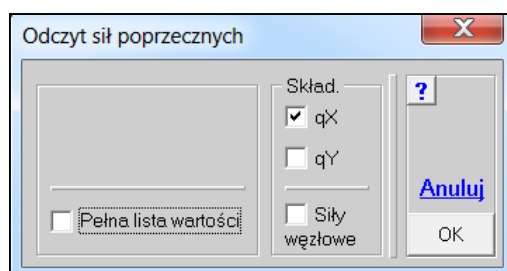 Odczyt sił poprzecznych
X
Skład.
qX
qY
Pełna lista wartości
Siły
węzłowe
?
Anuluj
OK